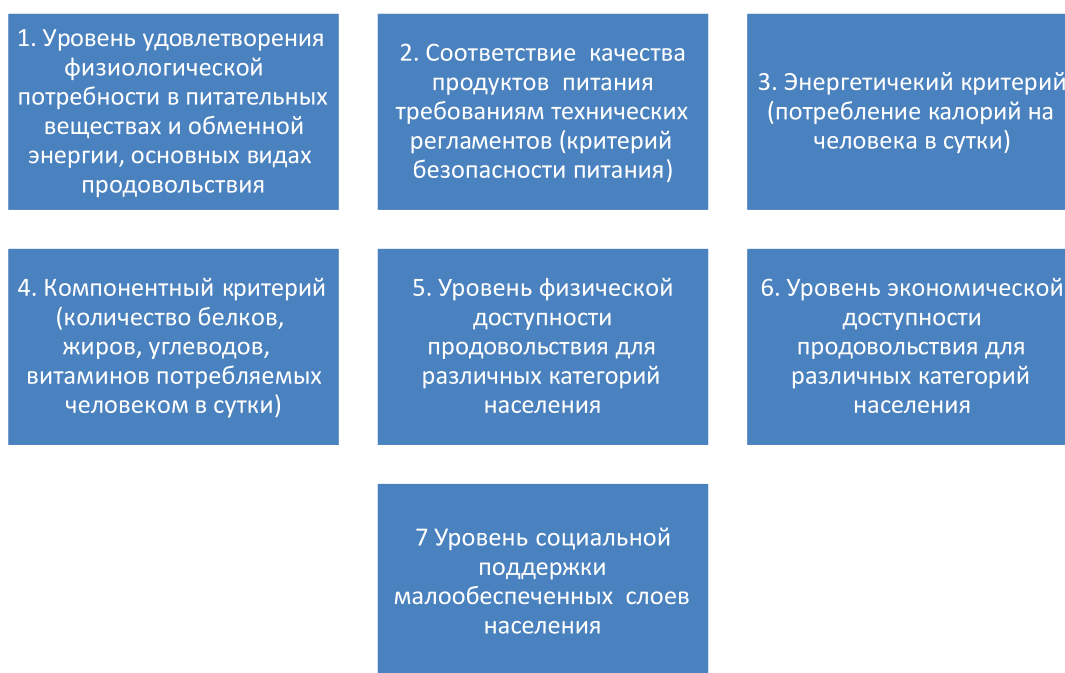 1. Уровень удовлетворения
физиологической
потребности в питательных
веществах и обменной
энергии, основных видах
продовольствия
2. Соответствие качества
продуктов питания
требованиям технических
регламентов (критерий
безопасности питания)
3. Энергетичекий критерий
(потребление калорий на
человека в сутки)
4. Компонентный критерий
(количество белков,
жиров, углеводов,
витаминов потребляемых
человеком в сутки)
5. Уровень физической
доступности
продовольствия для
различных категорий
населения
6. Уровень экономической
доступности
продовольствия для
различных категорий
населения
7 Уровень социальной
поддержки
малообеспеченных слоев
населения